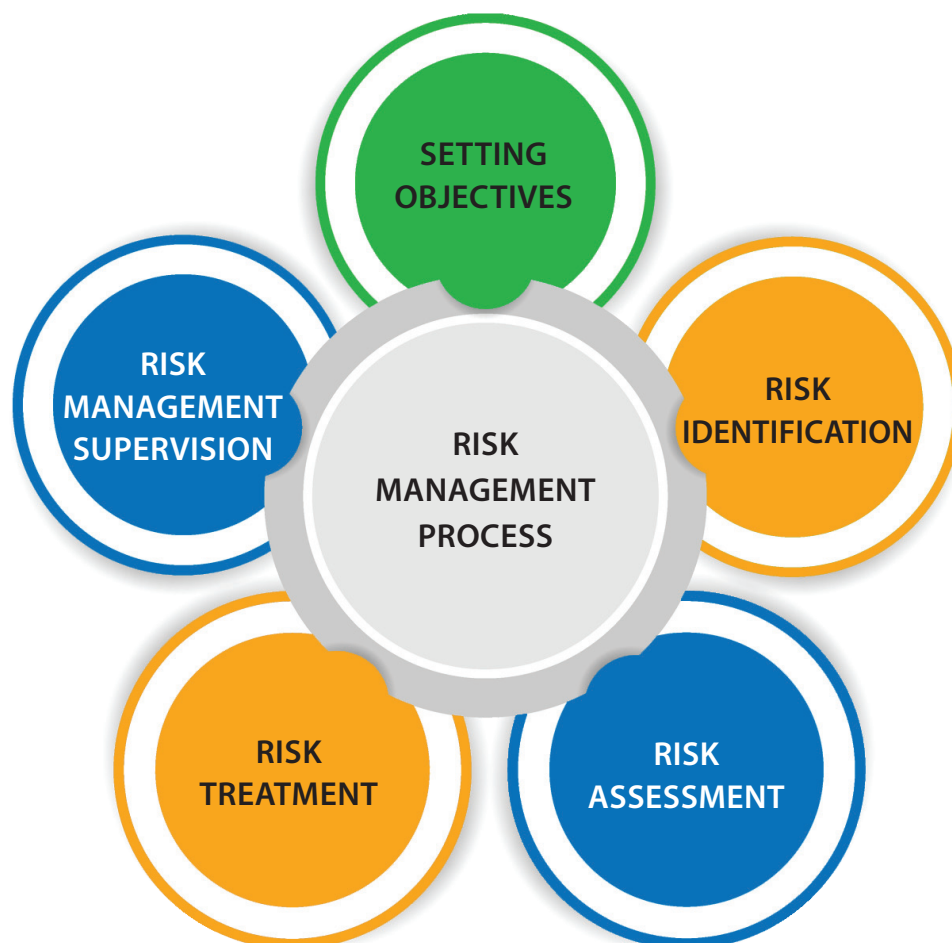 SETTING
OBJECTIVES
RISK
IDENTIFICATION
RISK
ASSESSMENT
RISK
TREATMENT
RISK
MANAGEMENT
SUPERVISION
RISK
MANAGEMENT
PROCESS